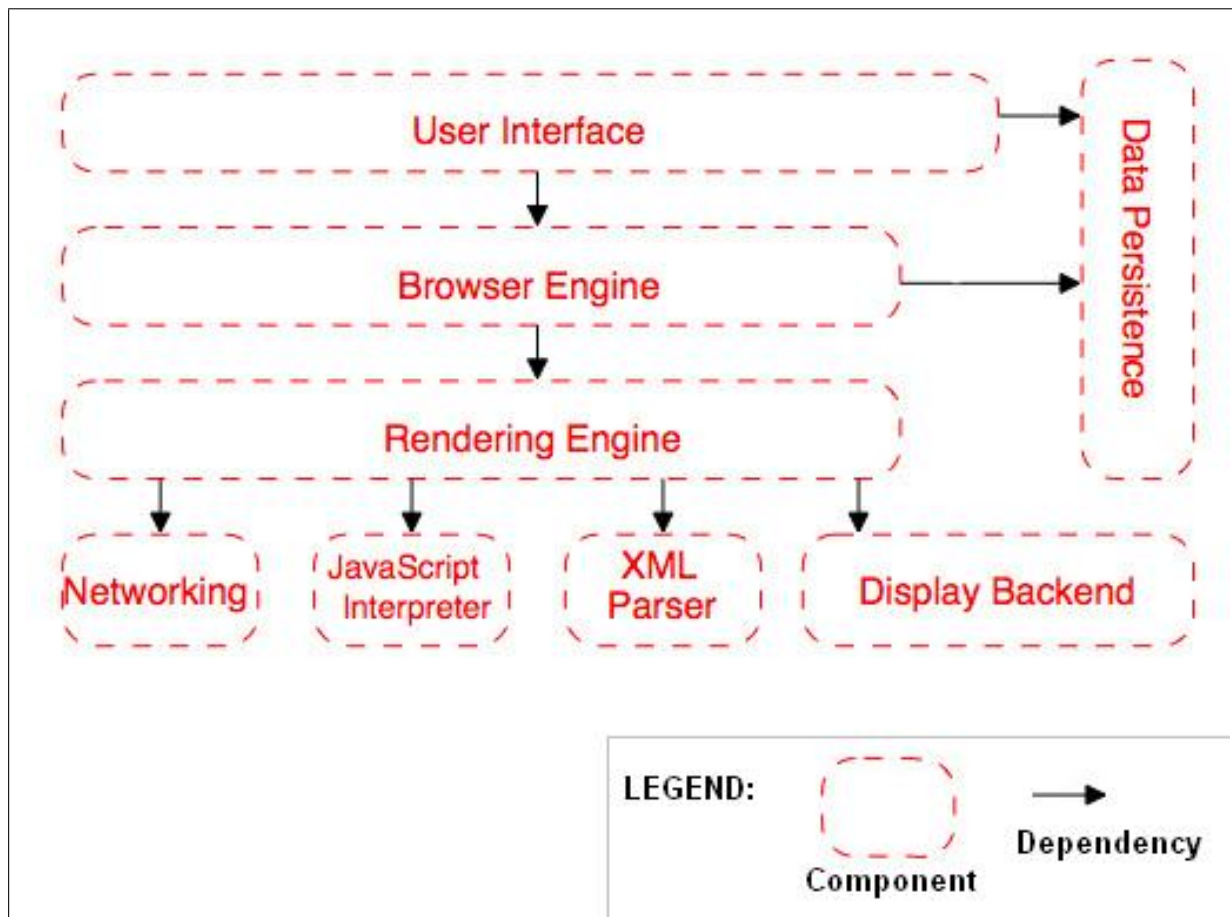 User Interface
Data Persistence
Browser Engine
Rendering Engine
Networking
JavaScript
Interpreter
XML
Parser
Display Backend
LEGEND:
Component
Dependency